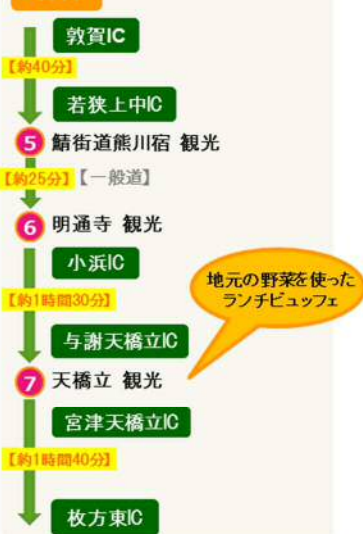 敦賀IC
【約40分】
若狭上中IC
5 鯖街道熊川宿 観光
【約25分】【一般道】
6 明通寺 観光
小浜IC
地元の野菜を使った
ランチビュッフェ
【約1時間30分】
与謝天橋立IC
7 天橋立 観光
宮津天橋立IC
【約1時間40分】
枚方東IC